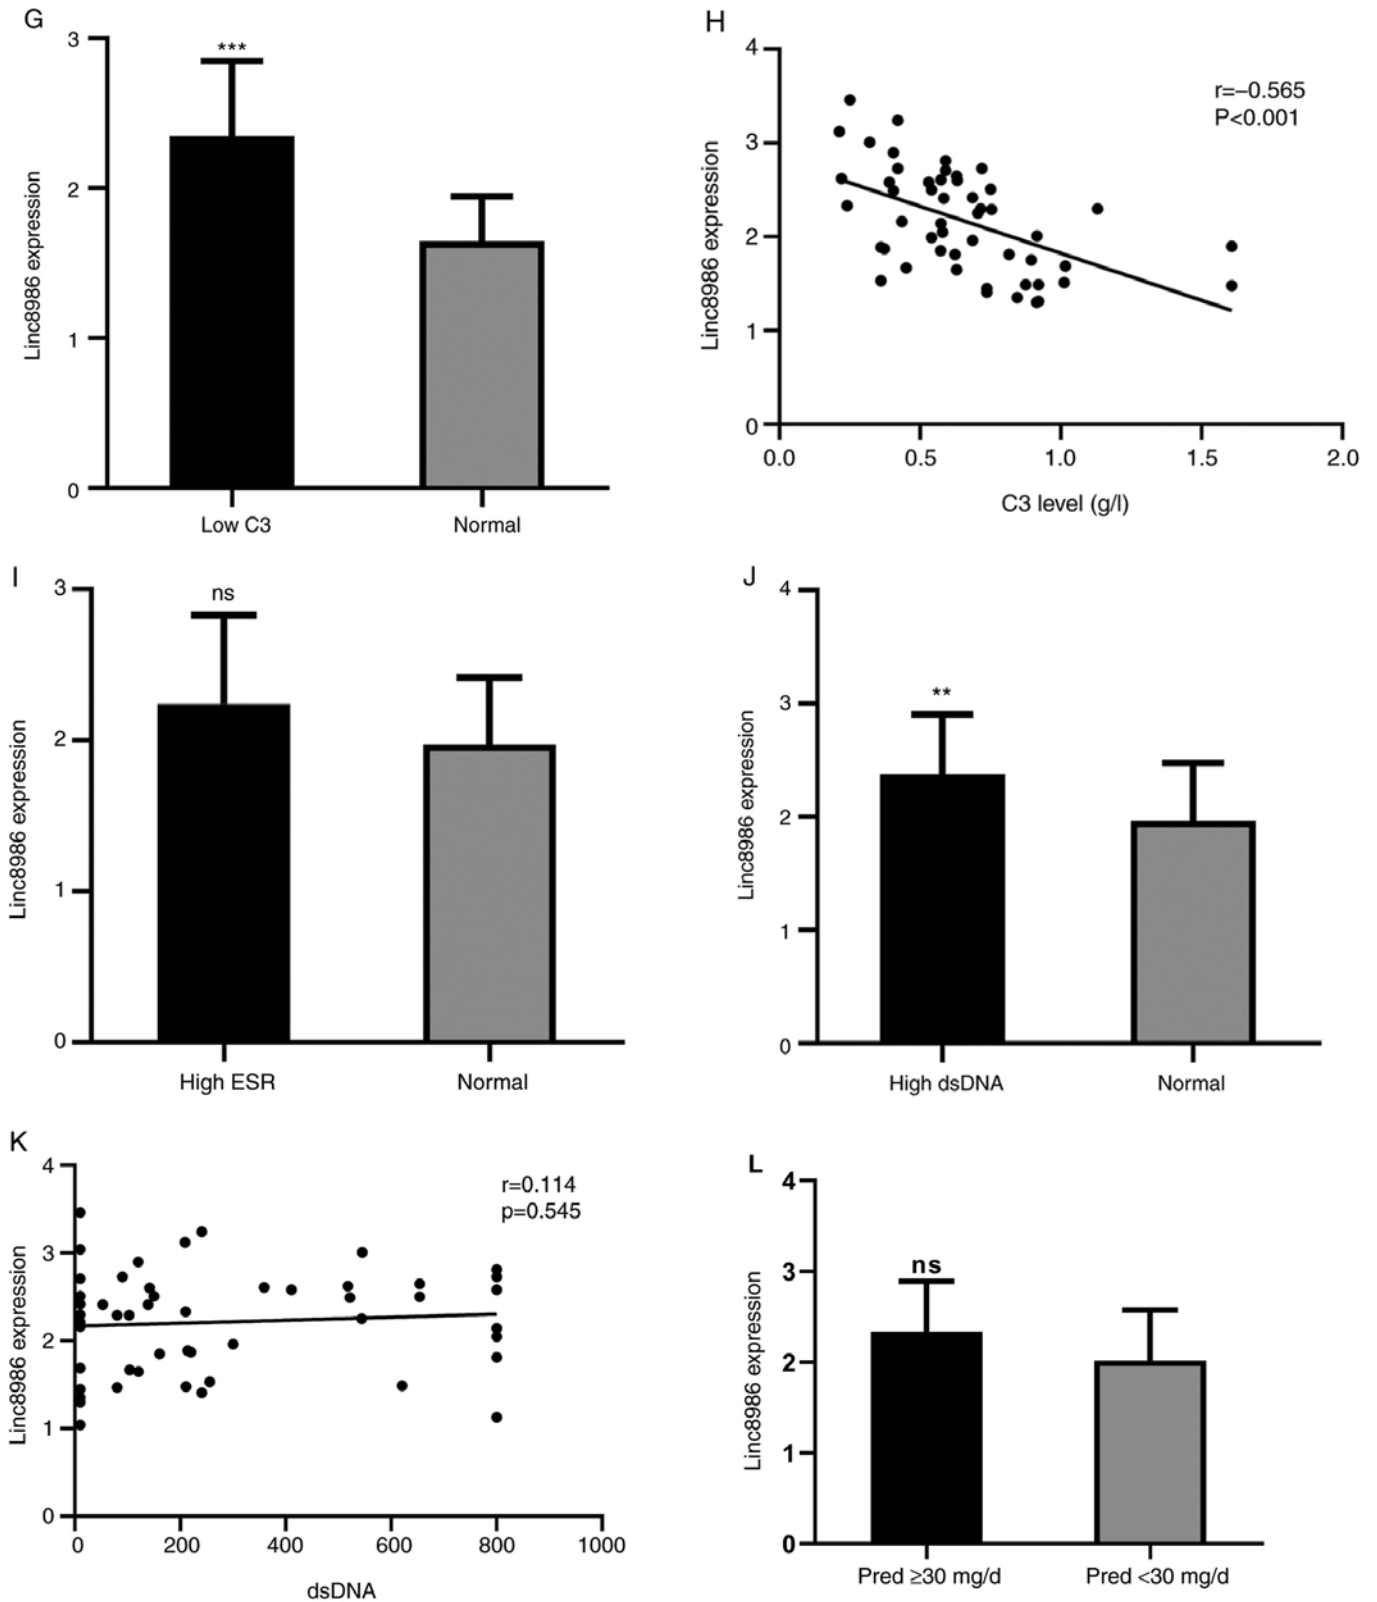 G
3
2
1
0
Linc8986 expression
***
Low C3
Normal
H
4
3
2
1
0
Linc8986 expression
r=–0.565
P<0.001
0.0 0.5 1.0 1.5 2.0
C3 level (g/l)
I
3
2
1
0
Linc8986 expression
ns
High ESR
Normal
J
4
3
2
1
0
Linc8986 expression
**
High dsDNA
Normal
K
4
3
2
1
0
Linc8986 expression
r=0.114
p=0.545
0 200 400 600 800 1000
dsDNA
L
4
3
2
1
0
Linc8986 expression
ns
Pred ≥30 mg/d
Pred <30 mg/d